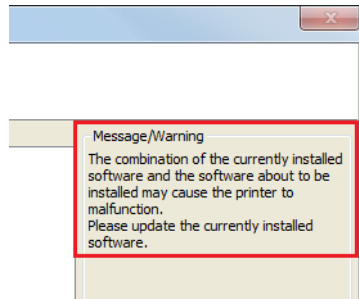 Message/Warning
The combination of the currently installed
software and the software about to be
installed may cause the printer to
malfunction.
Please update the currently installed
software.